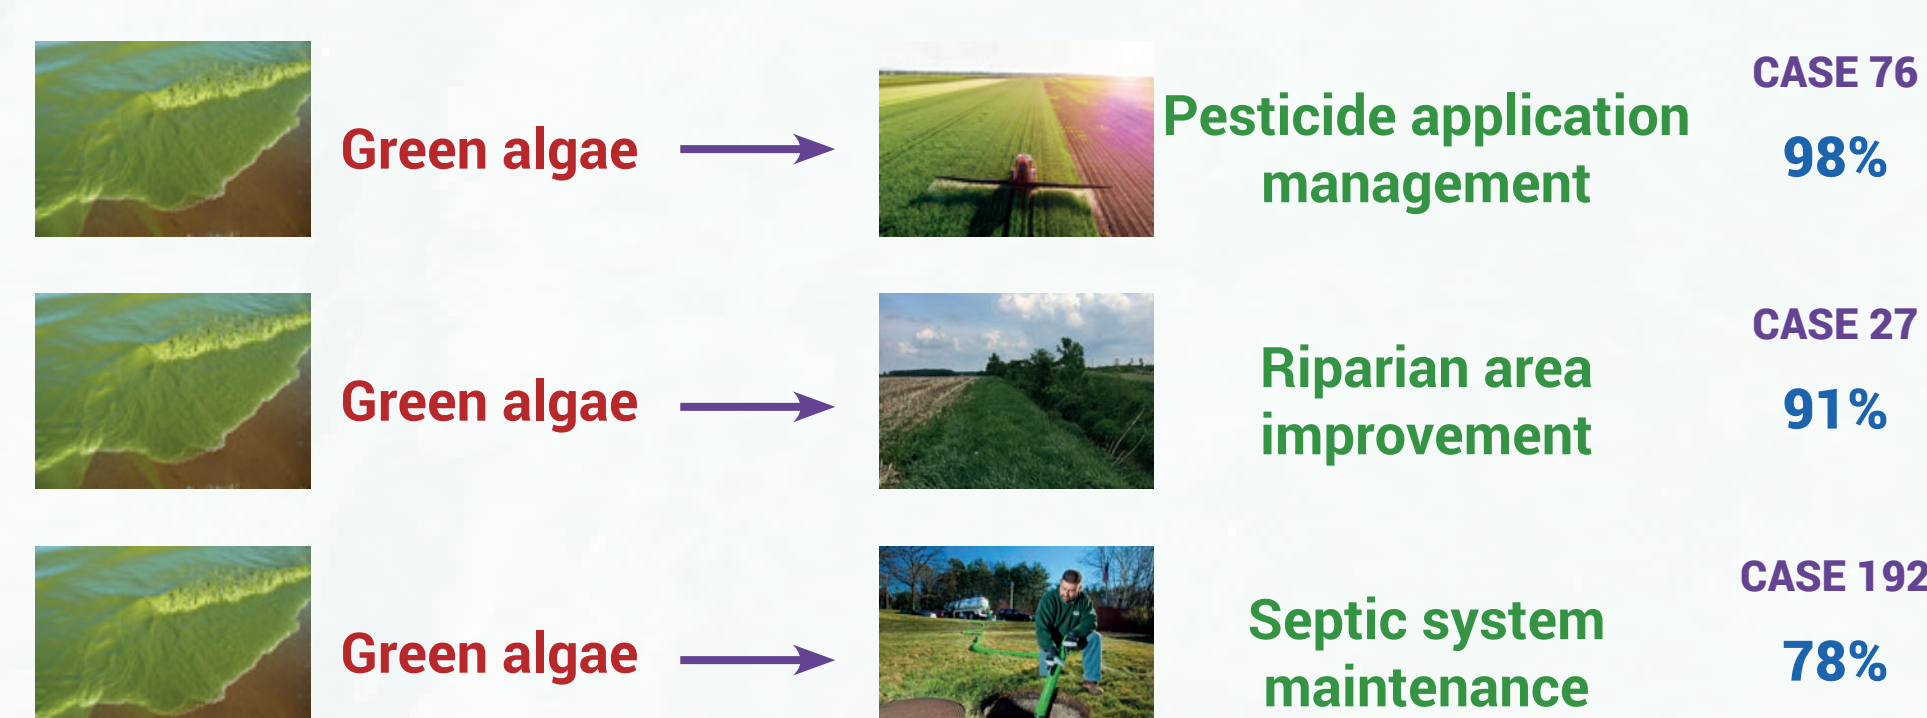 CASE 76
Green algae
Pesticide application
management
98%
CASE 27
Green algae
Riparian area
improvement
91%
CASE 192
Green algae
Septic system
maintenance
78%